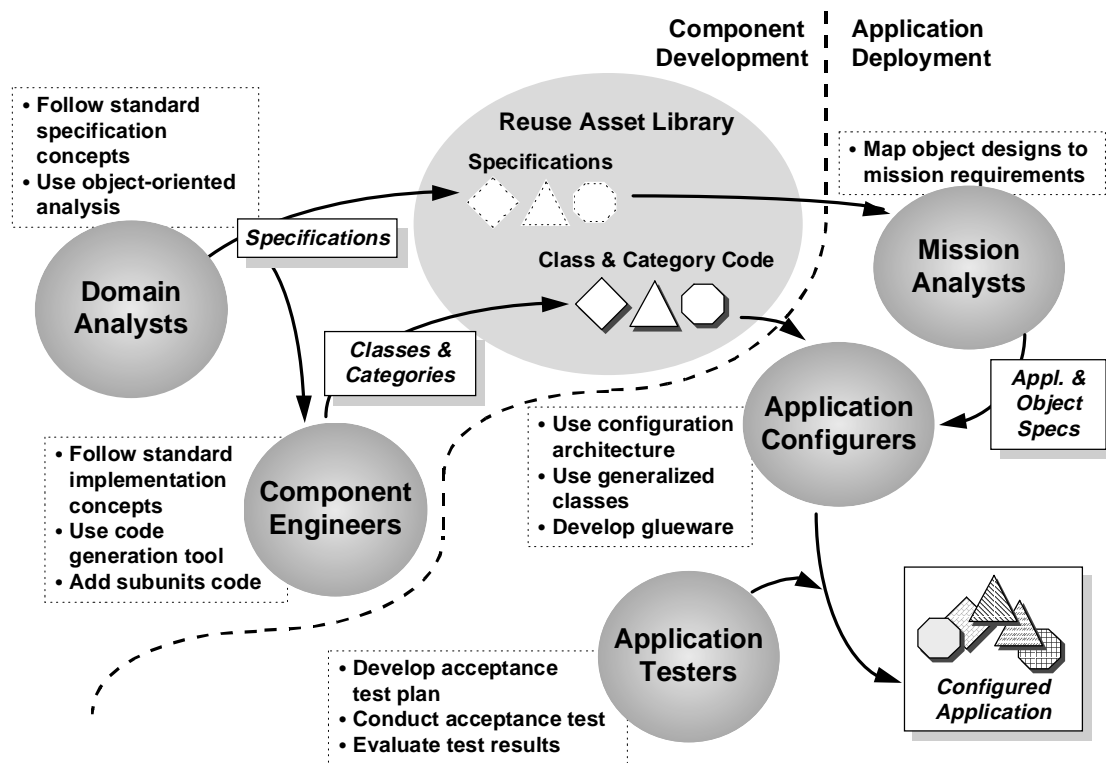 Component
Development
Application
Deployment
• Follow standard
specification
concepts
• Use object-oriented
analysis
Reuse Asset Library
Specifications
• Map object designs to
mission requirements
Specifications
Domain
Analysts
Class & Category Code
Mission
Analysts
Classes &
Categories
Appl. &
Object
Specs
Application
Configurers
• Use configuration
architecture
• Use generalized
classes
• Develop glueware
• Follow standard
implementation
concepts
• Use code
generation tool
• Add subunits code
Component
Engineers
Application
Testers
• Develop acceptance
test plan
• Conduct acceptance test
• Evaluate test results
Configured
Application